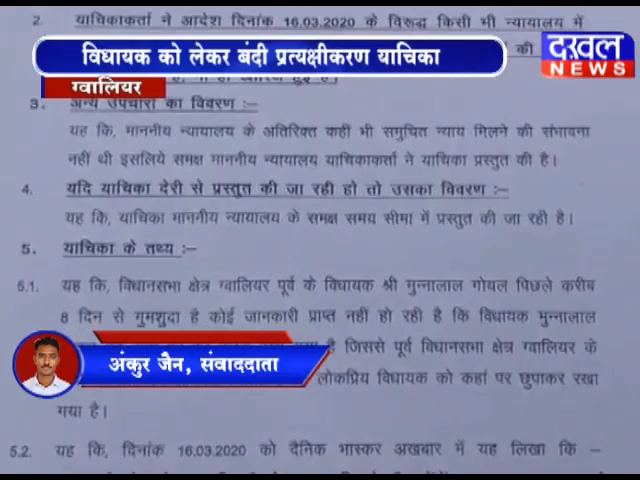 2. याचिकाकर्ता ने आदेश दिनांक 16.03.2020 के विरूद्ध किसी भी न्यायालय में
विधायक को लेकर बंदी प्रत्यक्षीकरण याचिका
की
दख़ल
NEWS
ग्वालियर
3. अन्य उपचारों का विवरण :–
यह कि, माननीय न्यायालय के अतिरिक्त कहीं भी समुचित न्याय मिलने की संभावना
नहीं थी इसलिये समक्ष माननीय न्यायालय याचिकाकर्ता ने याचिका प्रस्तुत की है।
4. यदि याचिका देरी से प्रस्तुत की जा रही हो तो उसका विवरण :–
यह कि, याचिका माननीय न्यायालय के समक्ष समय सीमा में प्रस्तुत की जा रही है।
5. याचिका के तथ्य :–
5.1. यह कि, विधानसभा क्षेत्र ग्वालियर पूर्व के विधायक श्री मुन्नालाल गोयल पिछले करीब
8 दिन से गुमशुदा है कोई जानकारी प्राप्त नहीं हो रही है कि विधायक मुन्नालाल
है जिससे पूर्व विधानसभा क्षेत्र ग्वालियर के
अंकुर जैन, संवाददाता
लोकप्रिय विधायक को कहां पर छुपाकर रखा
गया है।
5.2. यह कि, दिनांक 16.03.2020 को दैनिक भास्कर अखबार में यह लिखा कि –